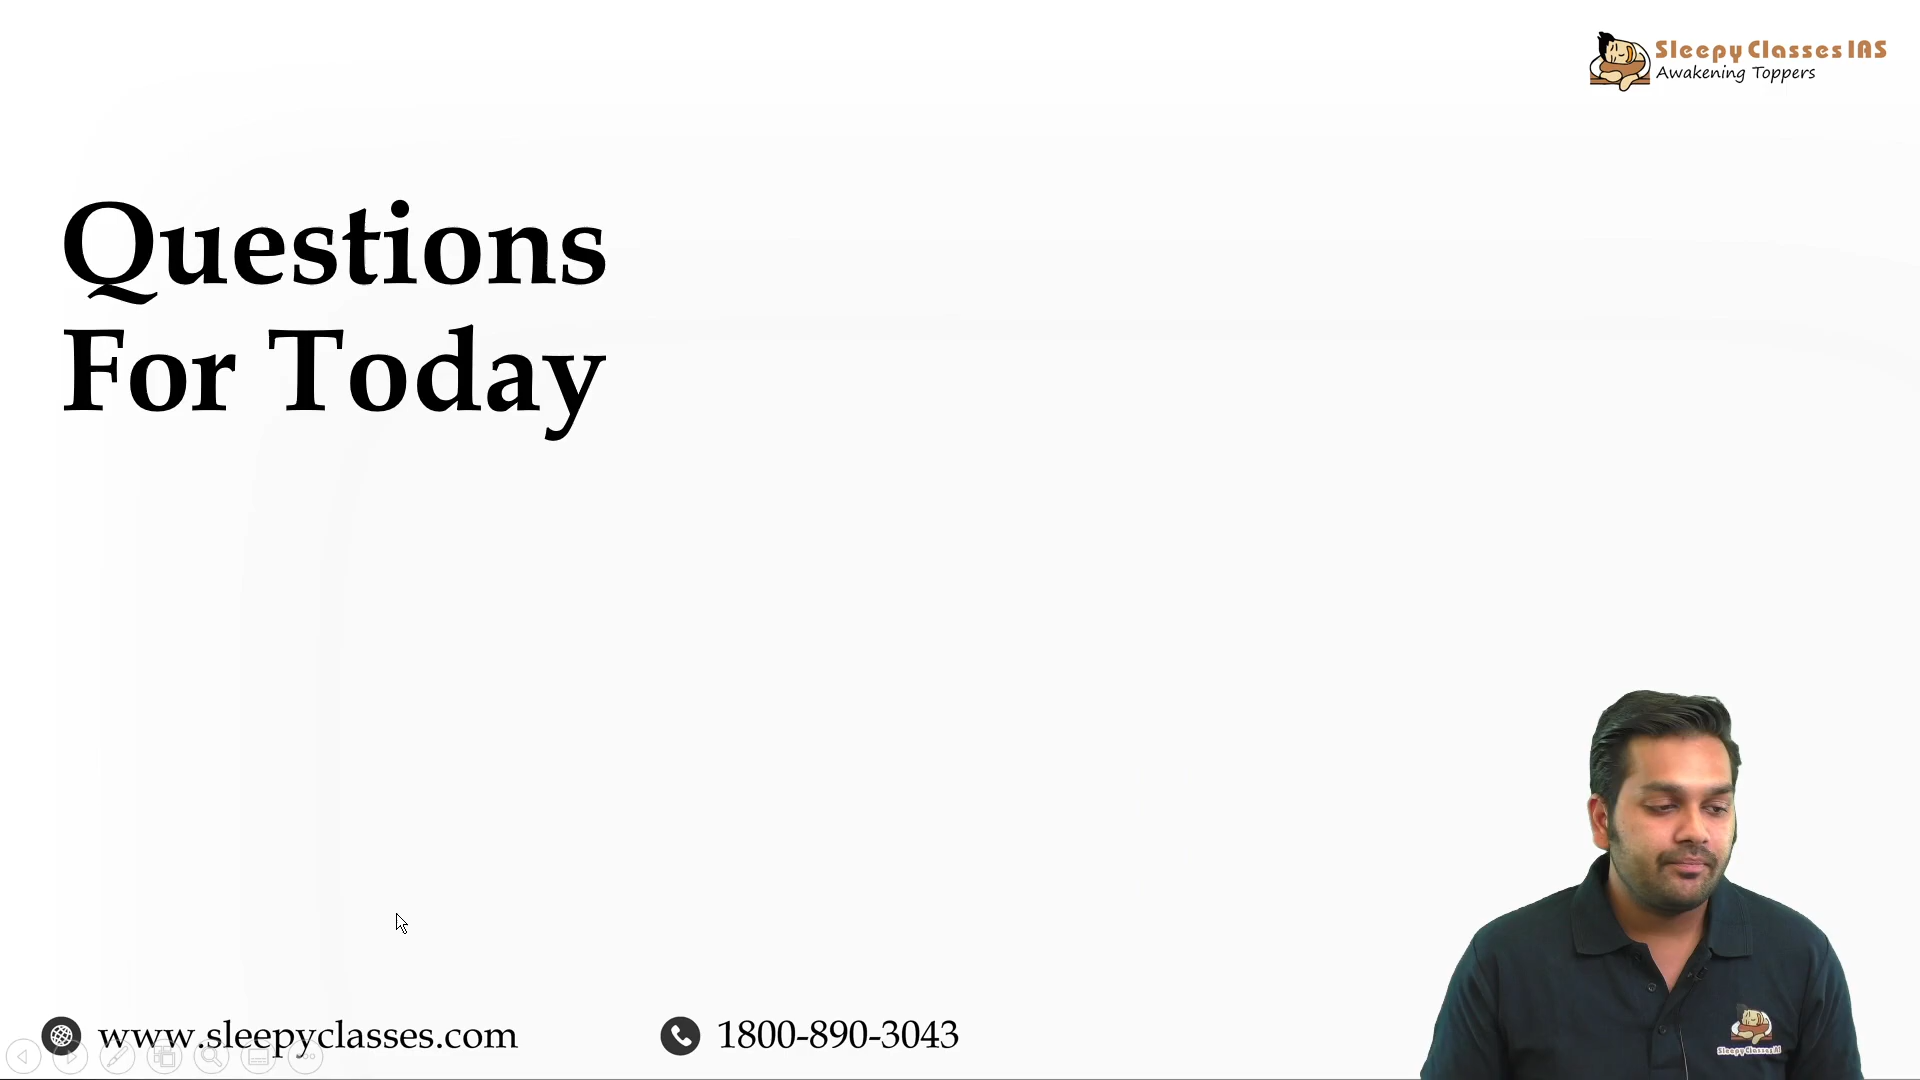 Sleepy Classes IAS
Awakening Toppers
Questions
For Today
www.sleepyclasses.com
1800-890-3043